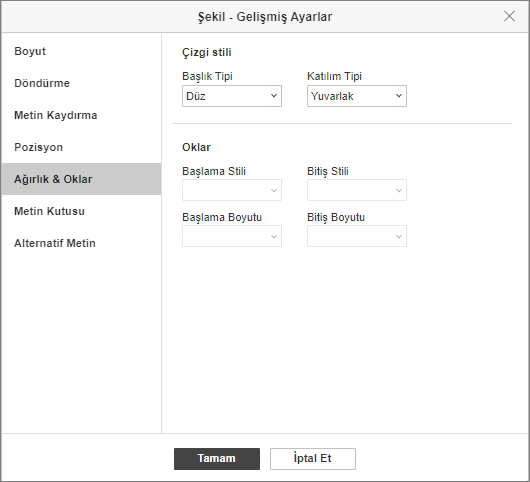 Şekil - Gelişmiş Ayarlar
Boyut
Döndürme
Metin Kaydırma
Pozisyon
Ağırlık & Oklar
Metin Kutusu
Alternatif Metin
Çizgi stili
Başlık Tipi Katılım Tipi
Düz Yuvarlak
Oklar
Başlama Stili Bitiş Stili
Başlama Boyutu Bitiş Boyutu
Tamam İptal Et